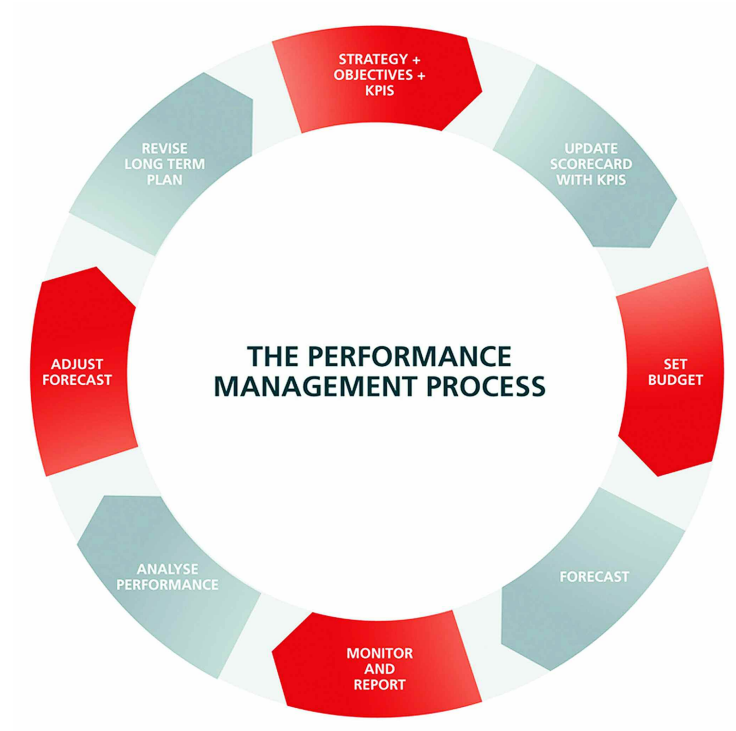 STRATEGY +
OBJECTIVES +
KPIS
UPDATE
SCORECARD
WITH KPIS
SET
BUDGET
FORECAST
MONITOR
AND
REPORT
ANALYSE
PERFORMANCE
ADJUST
FORECAST
REVISE
LONG TERM
PLAN
THE PERFORMANCE
MANAGEMENT PROCESS